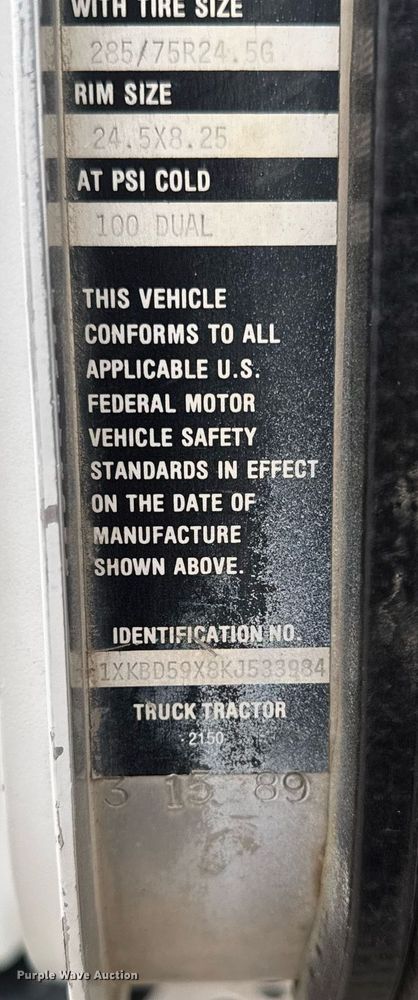 WITH TIRE SIZE
285/75R24.5G
RIM SIZE
24.5X8.25
AT PSI COLD
100 DUAL
THIS VEHICLE
CONFORMS TO ALL
APPLICABLE U.S.
FEDERAL MOTOR
VEHICLE SAFETY
STANDARDS IN EFFECT
ON THE DATE OF
MANUFACTURE
SHOWN ABOVE.
IDENTIFICATION NO.
1XKBD59X8KJ533984
TRUCK TRACTOR
2150
3 15 89
Purple Wave Auction